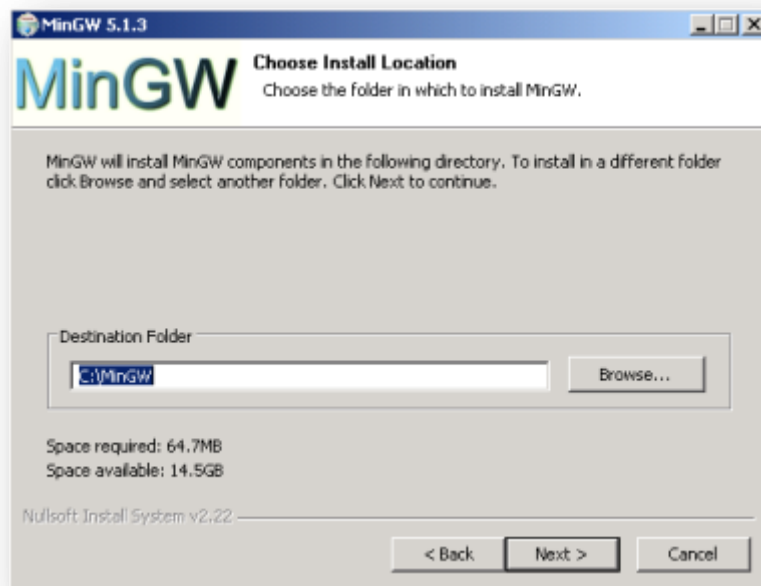 MinGW 5.1.3
MinGW
Choose Install Location
Choose the folder in which to install MinGW.
MinGW will install MinGW components in the following directory. To install in a different folder
click Browse and select another folder. Click Next to continue.
Destination Folder
C:\MinGW
Browse...
Space required: 64.7MB
Space available: 14.5GB
Nullsoft Install System v2.22
< Back
Next >
Cancel